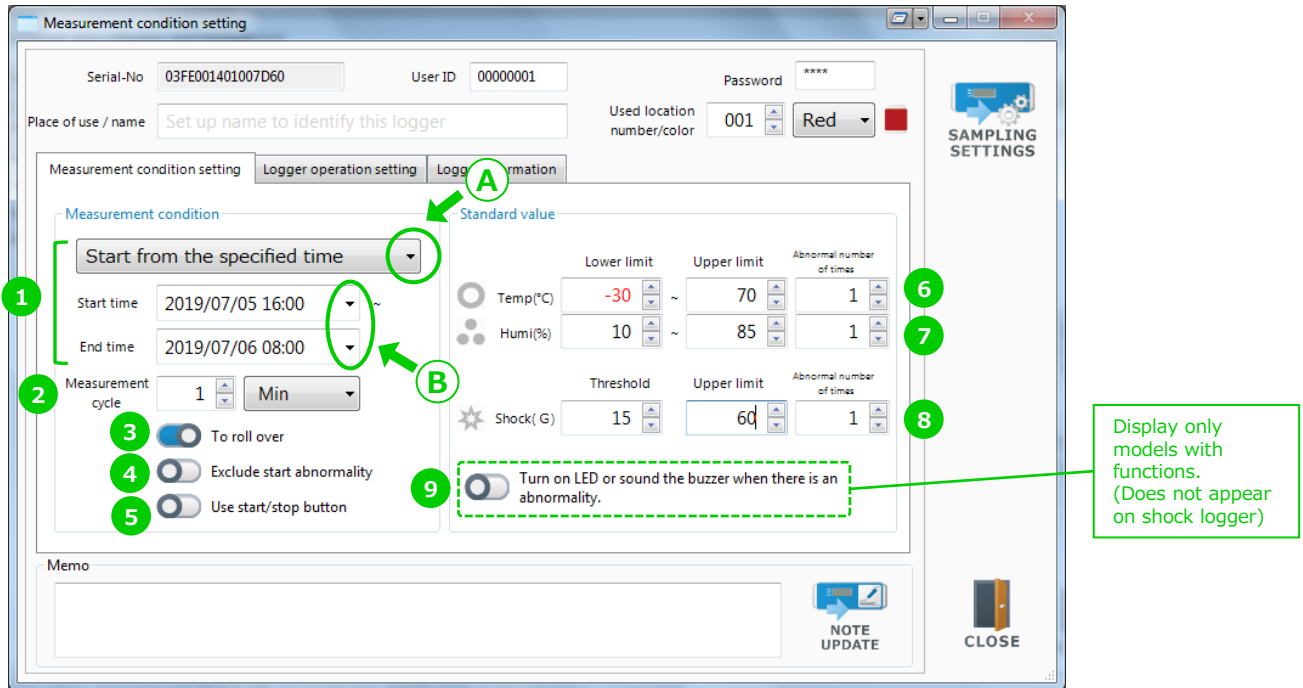 Measurement condition setting
Serial-No 03FE001401007D60 User ID 00000001 Password ****
Place of use / name Set up name to identify this logger Used location number/color 001 Red
SAMPLING
SETTINGS
Measurement condition setting Logger operation setting
A
Measurement condition
Start from the specified time
1
Start time 2019/07/05 16:00 ~
End time 2019/07/06 08:00
B
2
Measurement
cycle
1 Min
3 To roll over
4 Exclude start abnormality
5 Use start/stop button
Standard value
Lower limit Upper limit Abnormal number
of times
Temp(°C) -30 ~ 70 1 6
Humi(%) 10 ~ 85 1 7
Threshold Upper limit Abnormal number
of times
Shock( G) 15 60 1 8
9 Turn on LED or sound the buzzer when there is an
abnormality.
Display only
models with
functions.
(Does not appear
on shock logger)
Memo
NOTE
UPDATE
CLOSE